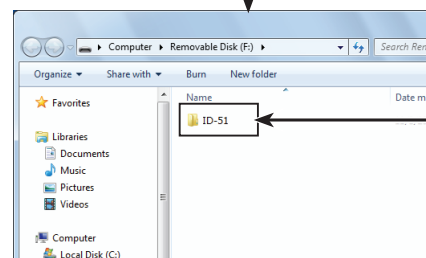 Computer ▸ Removable Disk (F:) ▸
Search Rem
Organize ▾ Share with ▾ Burn New folder
Favorites
Libraries
Documents
Music
Pictures
Videos
Computer
Local Disk (C:)
Name
Date m
ID-51